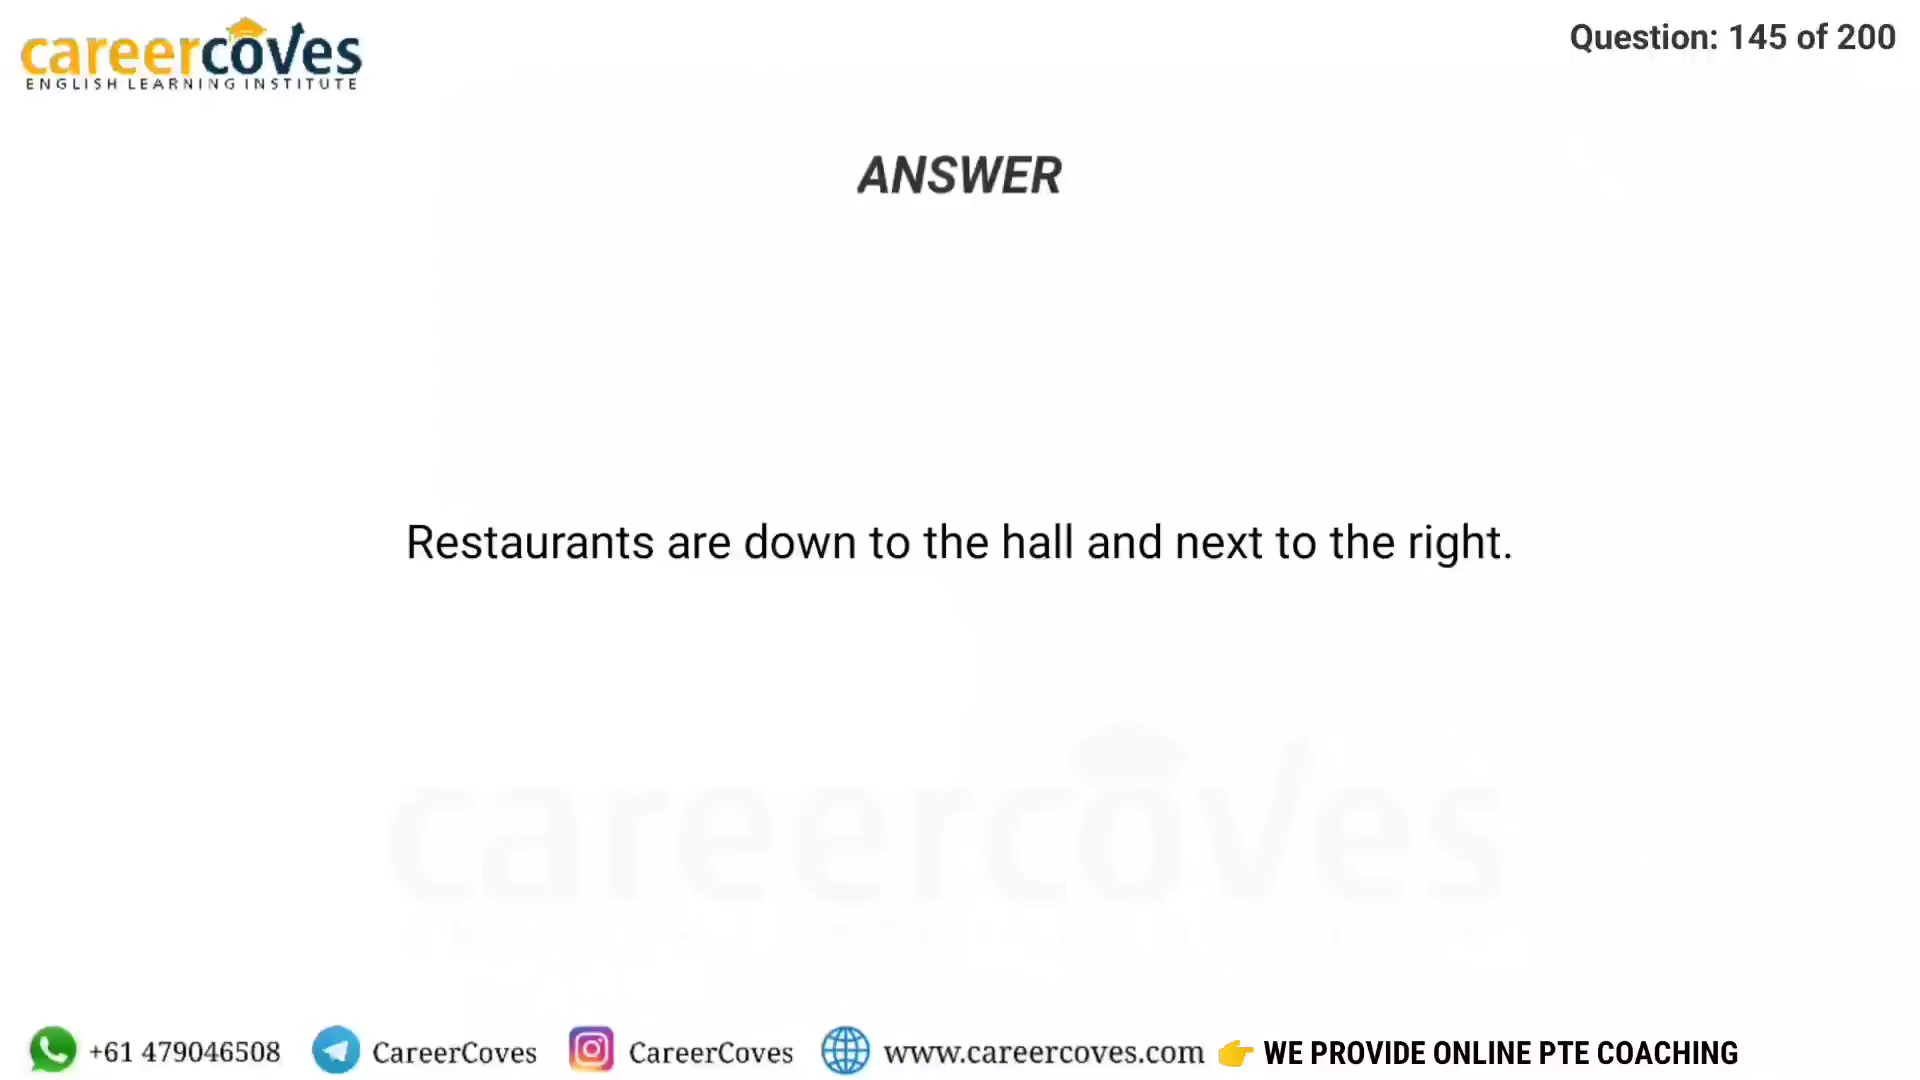 careercoves
ENGLISH LEARNING INSTITUTE
Question: 145 of 200
ANSWER
Restaurants are down to the hall and next to the right.
careercoves
+61 479046508 CareerCoves CareerCoves www.careercoves.com 👉 WE PROVIDE ONLINE PTE COACHING